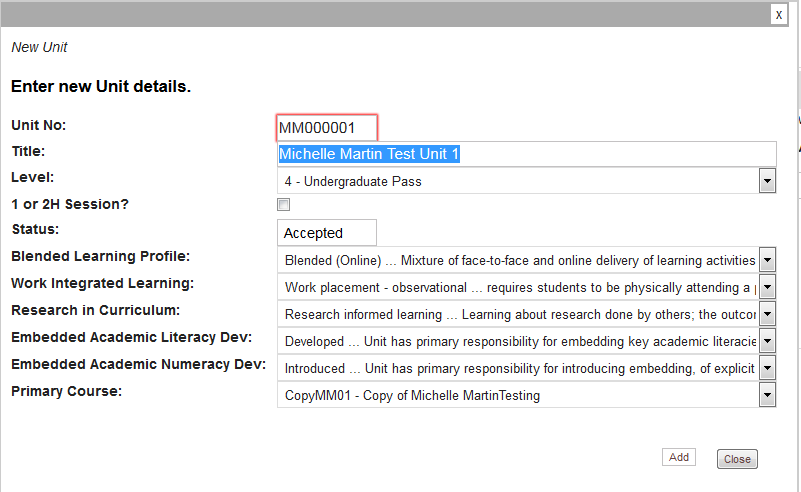 x
New Unit
Enter new Unit details.
Unit No: MM000001
Title: Michelle Martin Test Unit 1
Level: 4 - Undergraduate Pass
1 or 2H Session?
Status: Accepted
Blended Learning Profile: Blended (Online) ... Mixture of face-to-face and online delivery of learning activities
Work Integrated Learning: Work placement - observational ... requires students to be physically attending a
Research in Curriculum: Research informed learning ... Learning about research done by others; the outcor
Embedded Academic Literacy Dev: Developed ... Unit has primary responsibility for embedding key academic literacie
Embedded Academic Numeracy Dev: Introduced ... Unit has primary responsibility for introducing embedding, of explicit
Primary Course: CopyMM01 - Copy of Michelle MartinTesting
Add Close